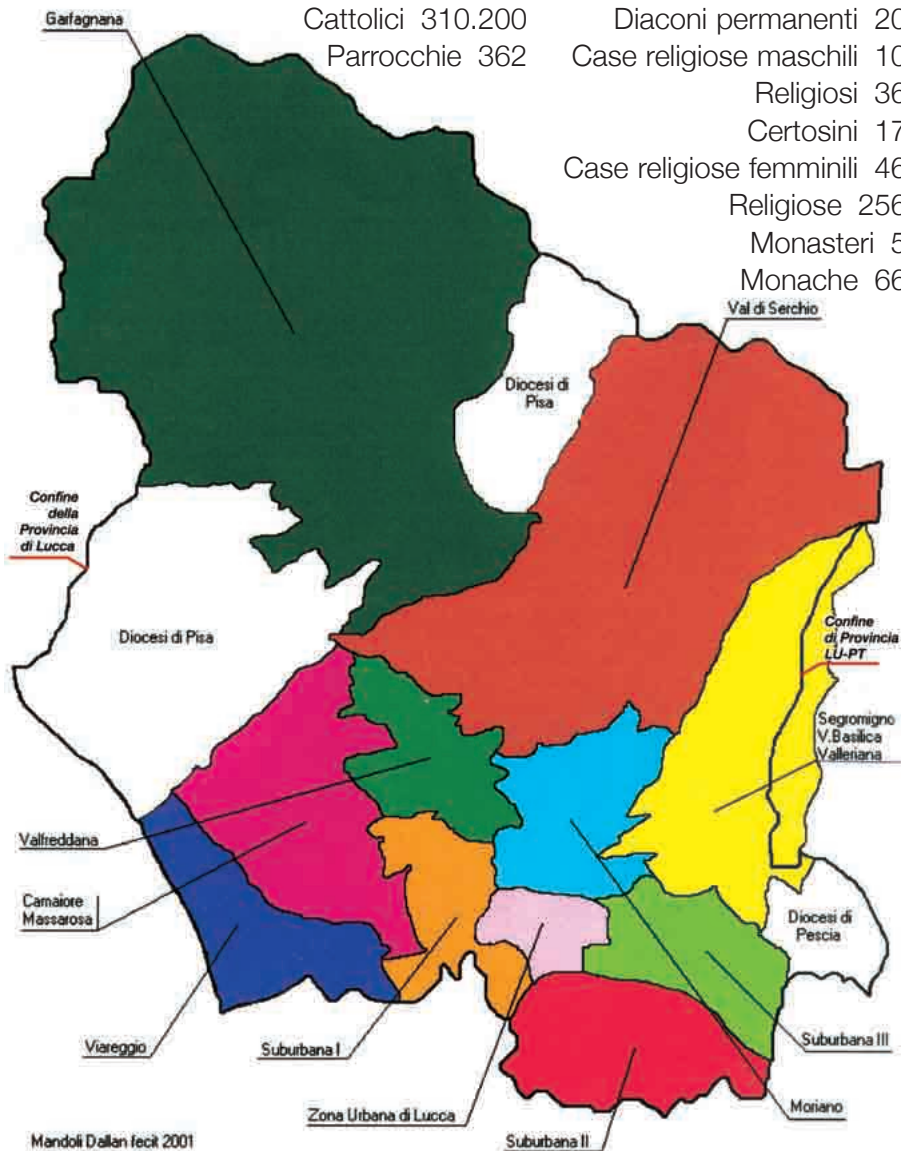 Garfagnana
Cattolici 310.200
Parrocchie 362
Diaconi permanenti 20
Case religiose maschili 10
Religiosi 36
Certosini 17
Case religiose femminili 46
Religiose 256
Monasteri 5
Monache 66
Val di Serchio
Diocesi di
Pisa
Confine
della
Provincia
di Lucca
Diocesi di Pisa
Confine
di Provincia
LU-PT
Segromigno
V.Basilica
Valleriana
Valfreddana
Camaiore
Massarosa
Diocesi di
Pescia
Viareggio
Suburbana I
Suburbana III
Zona Urbana di Lucca
Moriano
Suburbana II
Mandoli Dallan fecit 2001